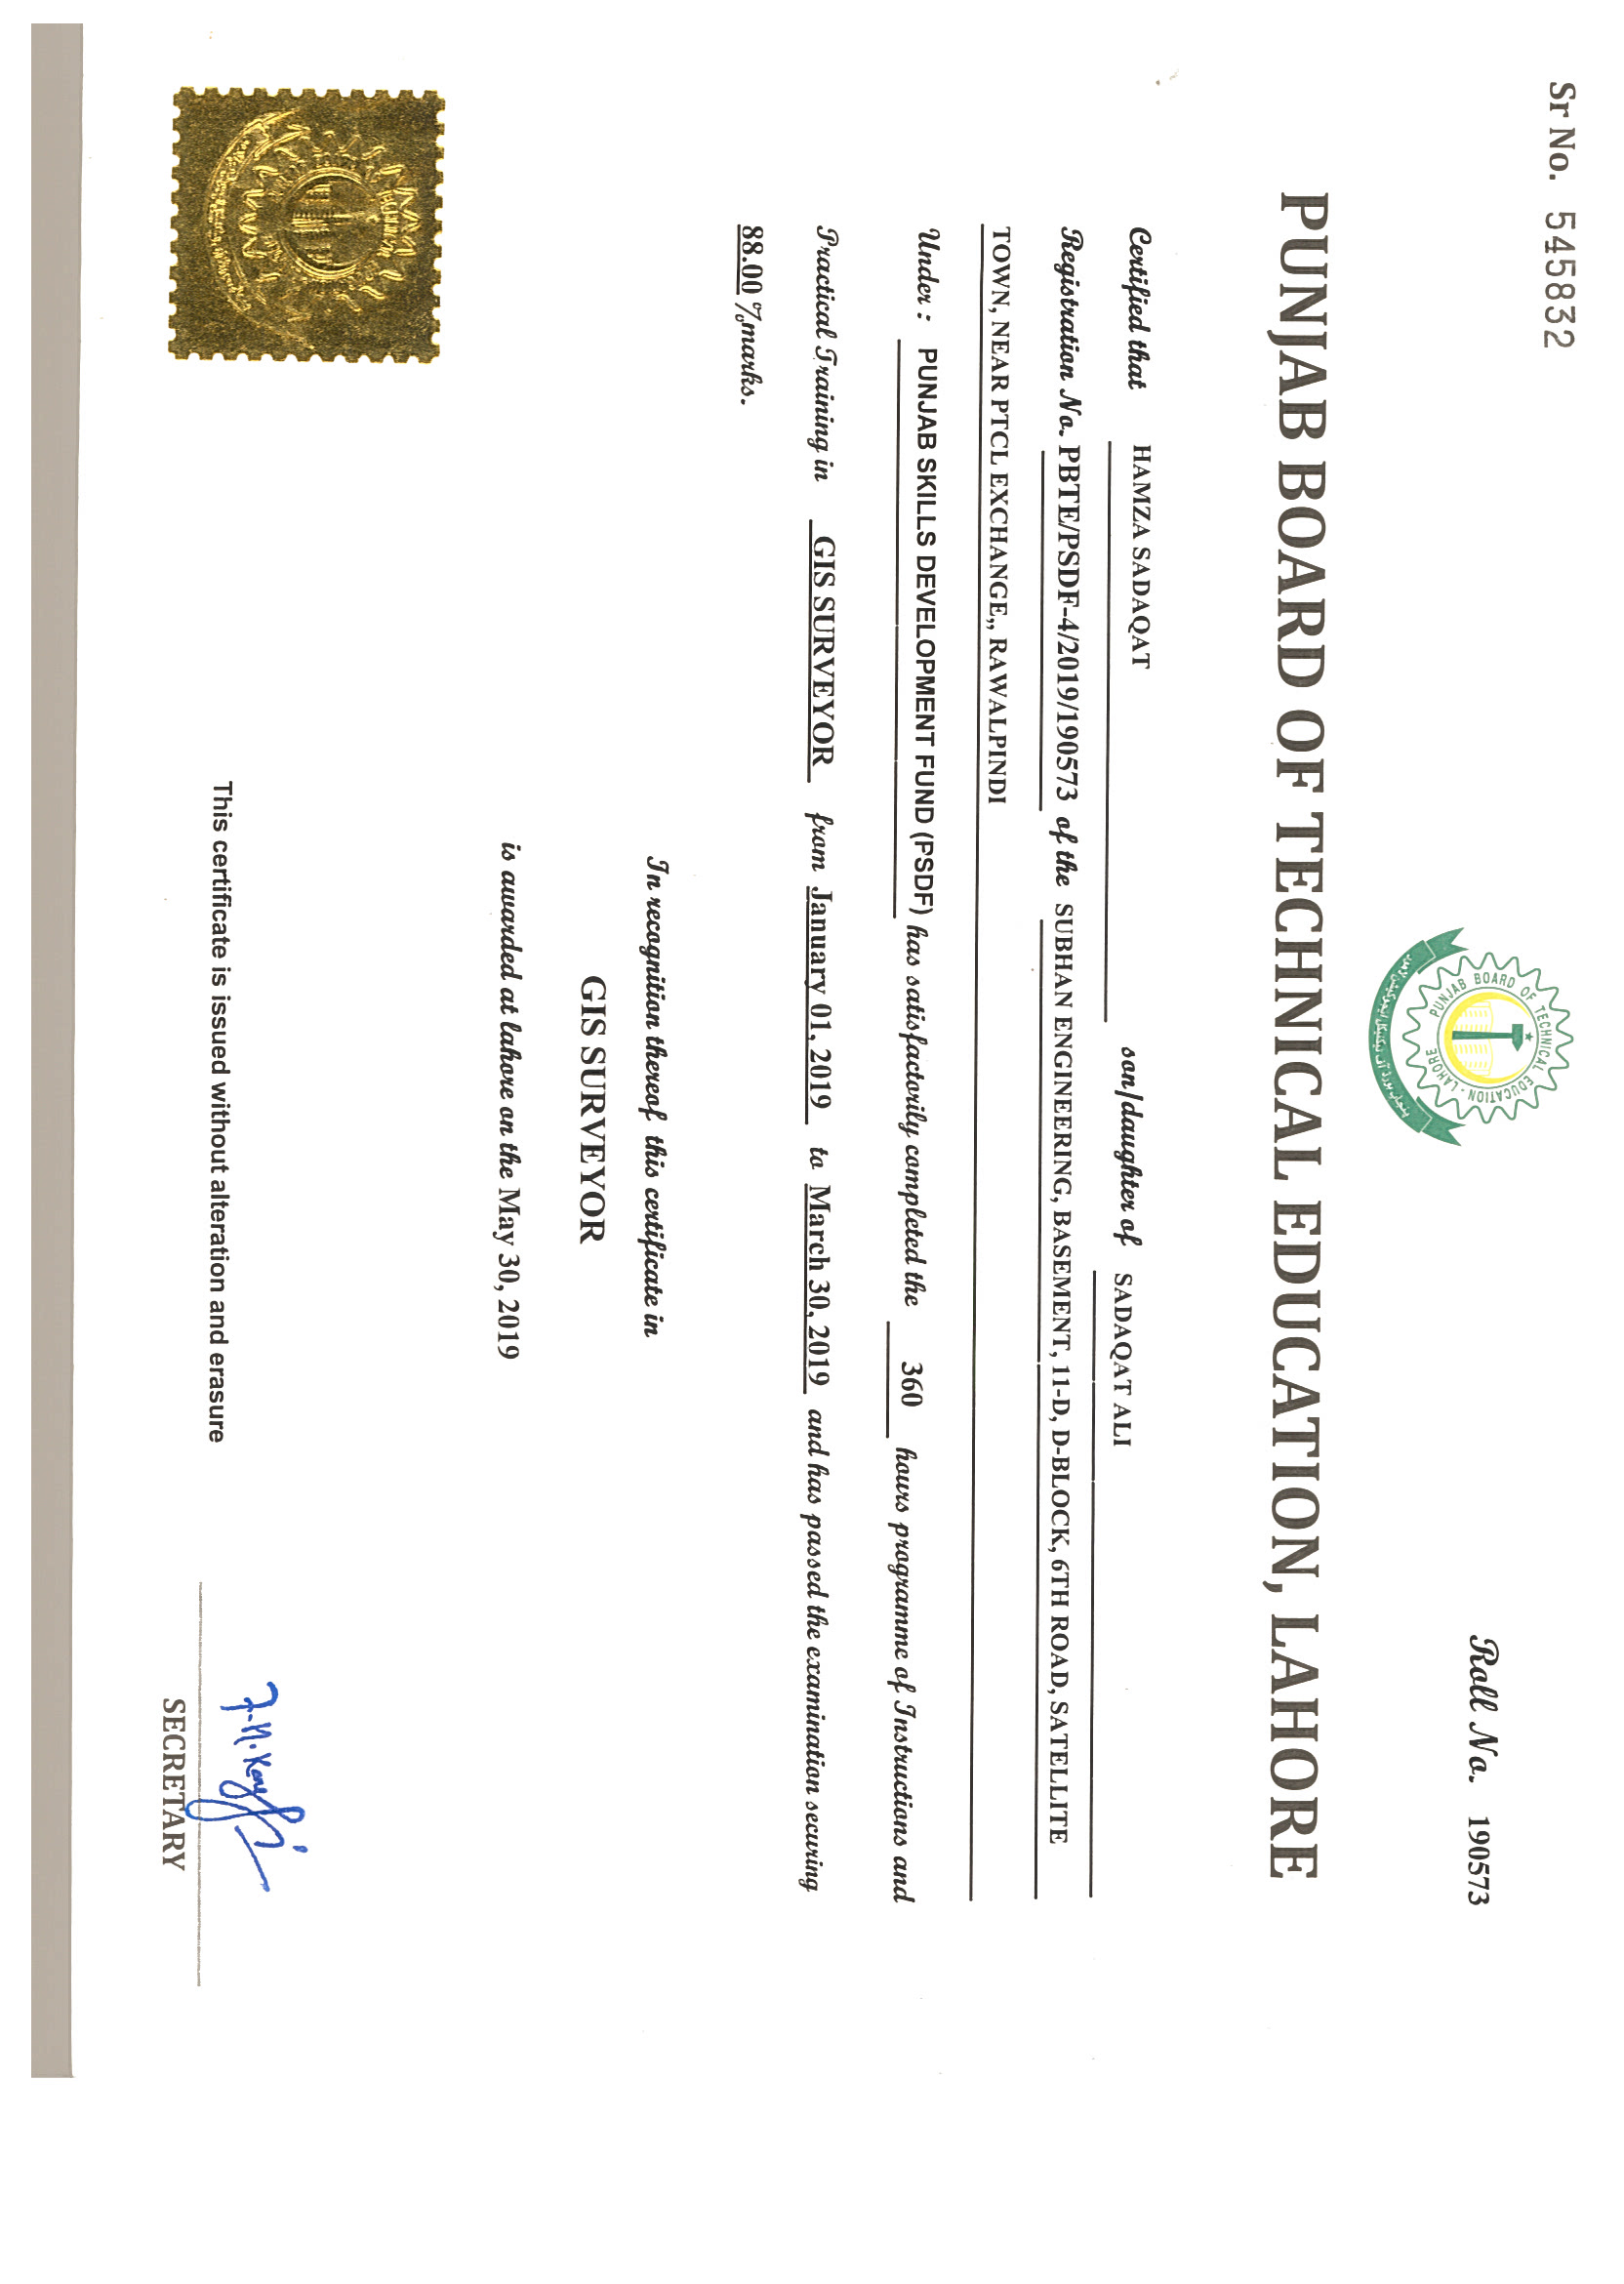 Sr No. 545832
PUNJAB BOARD OF TECHNICAL EDUCATION - LAHORE
پنجاب بورڈ آف ٹیکنیکل ایجوکیشن لاهور
Roll No. 190573
PUNJAB BOARD OF TECHNICAL EDUCATION, LAHORE
Certified that HAMZA SADAQAT son/daughter of SADAQAT ALI
Registration No. PBTE/PSDF-4/2019/190573 of the SUBHAN ENGINEERING, BASEMENT, 11-D, D-BLOCK, 6TH ROAD, SATELLITE
TOWN, NEAR PTCL EXCHANGE,, RAWALPINDI
Under : PUNJAB SKILLS DEVELOPMENT FUND (PSDF) has satisfactorily completed the 360 hours programme of Instructions and
Practical Training in GIS SURVEYOR from January 01, 2019 to March 30, 2019 and has passed the examination securing
88.00 %marks.
In recognition thereof this certificate in
GIS SURVEYOR
is awarded at lahore on the May 30, 2019
This certificate is issued without alteration and erasure
SECRETARY